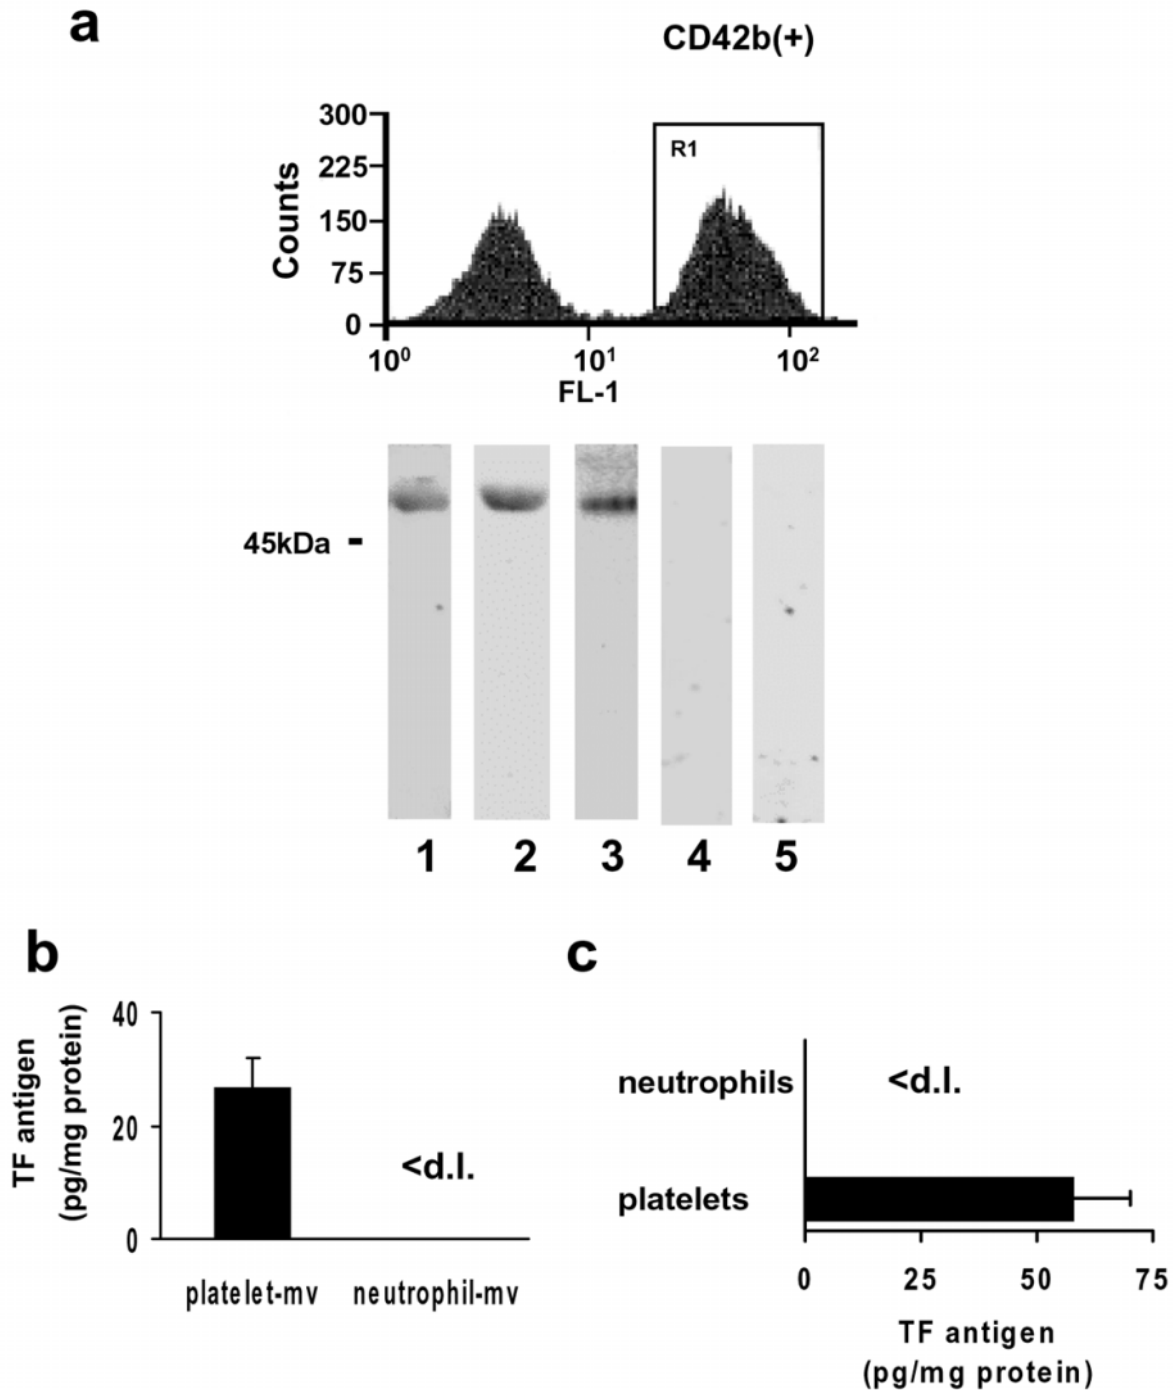 a
CD42b(+)
300
225
150
75
0
Counts
R1
10⁰ 10¹ 10²
FL-1
45kDa -
1 2 3 4 5
b
TF antigen
(pg/mg protein)
40
20
0
<d.l.
platelet-mv neutrophil-mv
c
neutrophils <d.l.
platelets
0 25 50 75
TF antigen
(pg/mg protein)